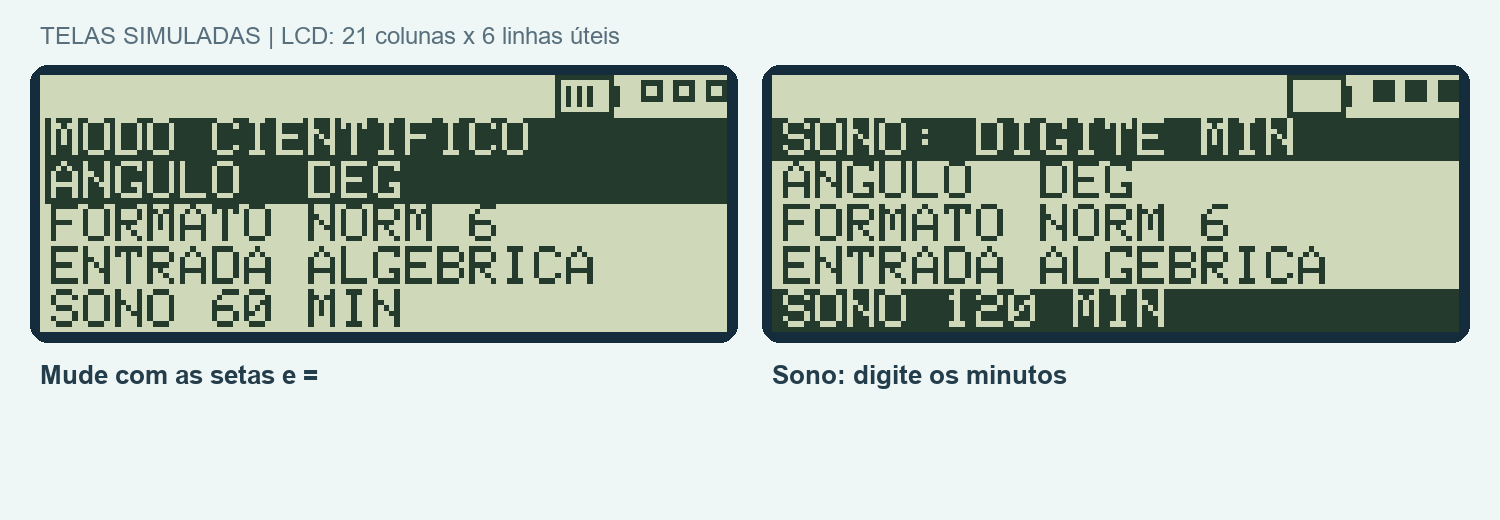 TELAS SIMULADAS | LCD: 21 colunas x 6 linhas úteis
MODO CIENTIFICO
ANGULO  DEG
FORMATO  NORM 6
ENTRADA  ALGEBRICA
SONO 60 MIN
Mude com as setas e =
SONO: DIGITE MIN
ANGULO  DEG
FORMATO  NORM 6
ENTRADA  ALGEBRICA
SONO 120 MIN
Sono: digite os minutos